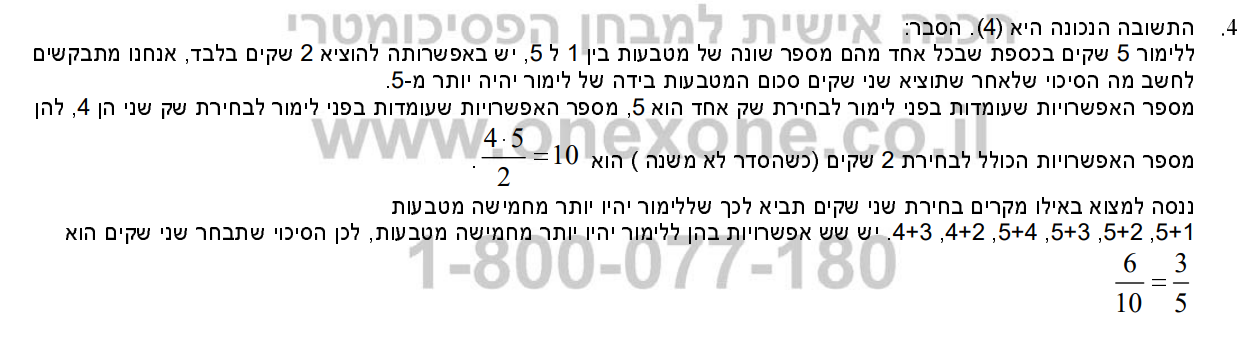 הכנה אישית למבחן הפסיכומטרי
4. התשובה הנכונה היא (4). הסבר:
ללימור 5 שקים בכספת שבכל אחד מהם מספר שונה של מטבעות בין 1 ל 5, יש באפשרותה להוציא 2 שקים בלבד, אנחנו מתבקשים
לחשב מה הסיכוי שלאחר שתוציא שני שקים סכום המטבעות בידה של לימור יהיה יותר מ-5.
מספר האפשרויות שעומדות בפני לימור לבחירת שק אחד הוא 5, מספר האפשרויות שעומדות בפני לימור לבחירת שק שני הן 4, להן
www.onexone.co.il
מספר האפשרויות הכולל לבחירת 2 שקים (כשהסדר לא משנה ) הוא 4·5/2=10 .
ננסה למצוא באילו מקרים בחירת שני שקים תביא לכך שללימור יהיו יותר מחמישה מטבעות
5+1, 5+2, 5+3, 5+4, 4+2, 4+3. יש שש אפשרויות בהן ללימור יהיו יותר מחמישה מטבעות, לכן הסיכוי שתבחר שני שקים הוא
1-800-077-180
6/10=3/5